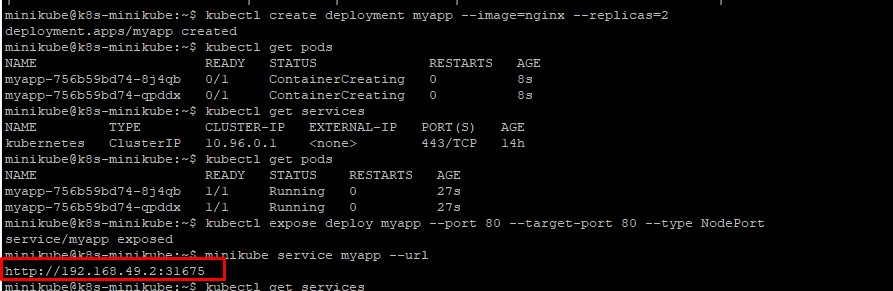 minikube@k8s-minikube:~$ kubectl create deployment myapp --image=nginx --replicas=2
deployment.apps/myapp created
minikube@k8s-minikube:~$ kubectl get pods
NAME READY STATUS RESTARTS AGE
myapp-756b59bd74-8j4qb 0/1 ContainerCreating 0 8s
myapp-756b59bd74-qpddx 0/1 ContainerCreating 0 8s
minikube@k8s-minikube:~$ kubectl get services
NAME TYPE CLUSTER-IP EXTERNAL-IP PORT(S) AGE
kubernetes ClusterIP 10.96.0.1 <none> 443/TCP 14h
minikube@k8s-minikube:~$ kubectl get pods
NAME READY STATUS RESTARTS AGE
myapp-756b59bd74-8j4qb 1/1 Running 0 27s
myapp-756b59bd74-qpddx 1/1 Running 0 27s
minikube@k8s-minikube:~$ kubectl expose deploy myapp --port 80 --target-port 80 --type NodePort
service/myapp exposed
minikube@k8s-minikube:~$ minikube service myapp --url
http://192.168.49.2:31675
minikube@k8s-minikube:~$ kubectl get services